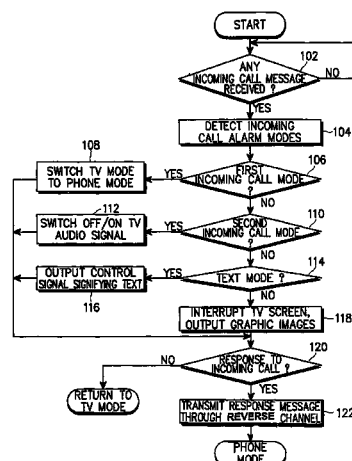 START
102
ANY
INCOMING CALL MESSAGE
RECEIVED ?
NO
YES
DETECT INCOMING
CALL ALARM MODES
104
108
106
SWITCH TV MODE
TO PHONE MODE
YES
FIRST
INCOMING CALL MODE
?
NO
112
110
SWITCH OFF/ON TV
AUDIO SIGNAL
YES
SECOND
INCOMING CALL MODE
?
NO
114
OUTPUT CONTROL
SIGNAL SIGNIFYING TEXT
YES
TEXT MODE ?
116
NO
INTERRUPT TV SCREEN,
OUTPUT GRAPHIC IMAGES
118
120
NO
RESPONSE TO
INCOMING CALL ?
YES
RETURN TO
TV MODE
TRANSMIT RESPONSE MESSAGE
THROUGH REVERSE CHANNEL
122
PHONE
MODE